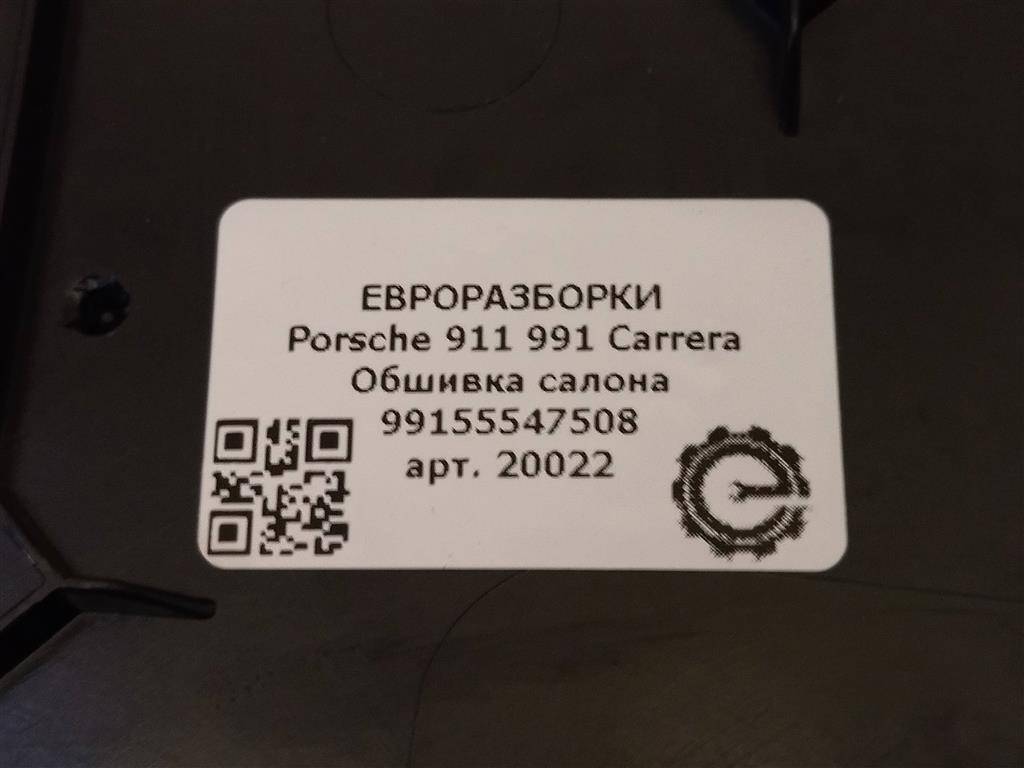 ЕВРОРАЗБОРКИ
Porsche 911 991 Carrera
Обшивка салона
99155547508
арт. 20022